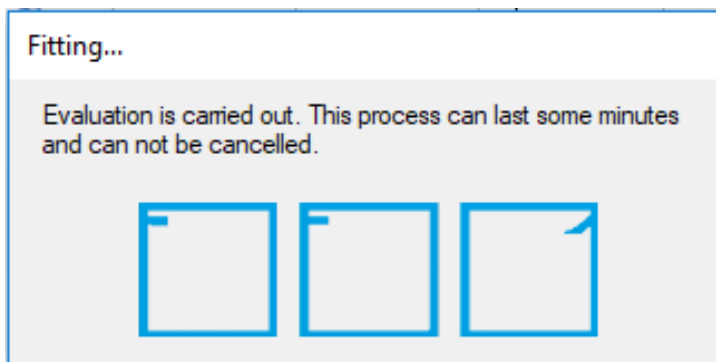 Fitting...
Evaluation is carried out. This process can last some minutes
and can not be cancelled.